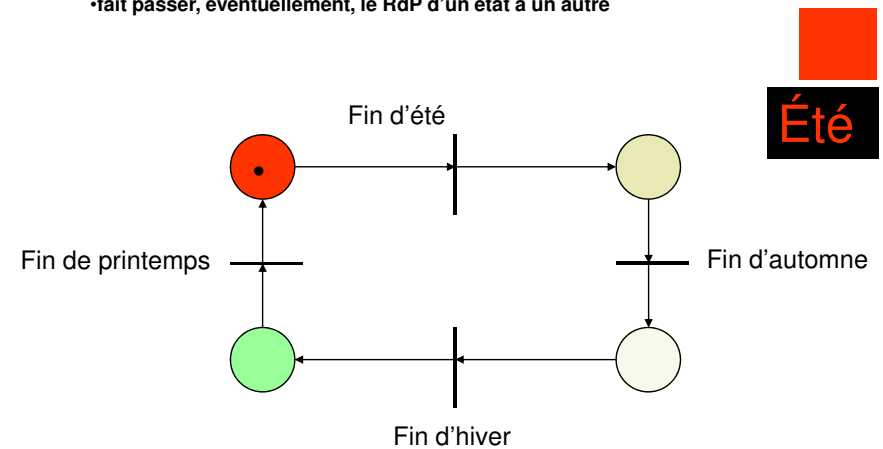 •fait passer, éventuellement, le RdP d'un état à un autre
Été
Fin d'été
Fin de printemps
Fin d'automne
Fin d'hiver